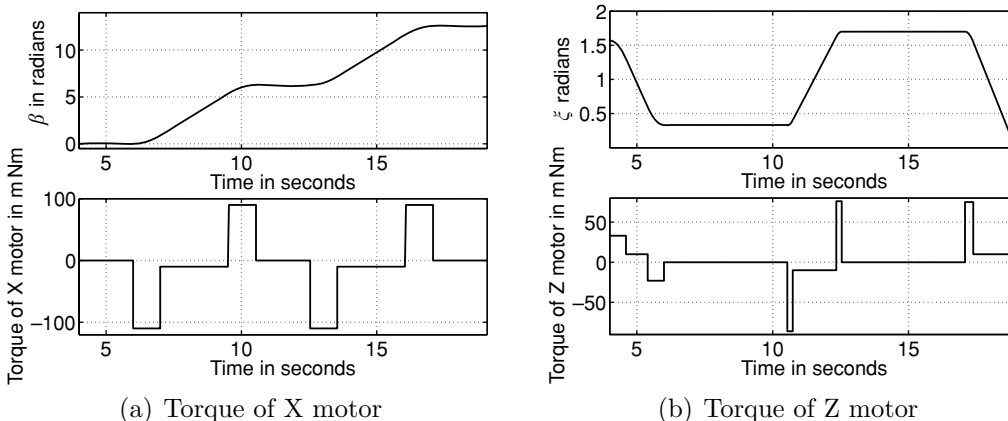 β in radians
10
5
0
5
10
15
Time in seconds
Torque of X motor in mNm
100
0
−100
5
10
15
Time in seconds
(a) Torque of X motor
ξ radians
2
1.5
1
0.5
5
10
15
Time in seconds
Torque of Z motor in mNm
50
0
−50
5
10
15
Time in seconds
(b) Torque of Z motor